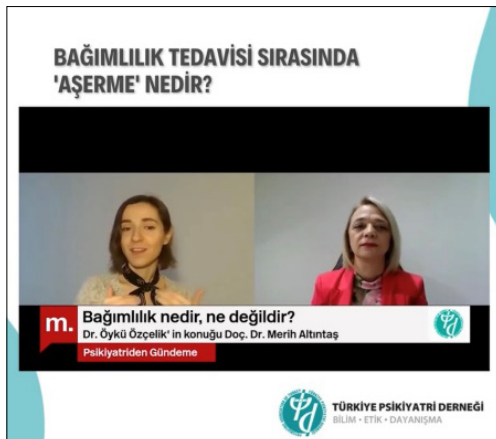 BAĞIMLILIK TEDAVİSİ SIRASINDA
'AŞERME' NEDİR?
m.
Bağımlılık nedir, ne değildir?
Dr. Öykü Özçelik' in konuğu Doç. Dr. Merih Altıntaş
Psikiyatriden Gündeme
TÜRKİYE PSİKİYATRİ DERNEĞİ
BİLİM • ETİK • DAYANIŞMA